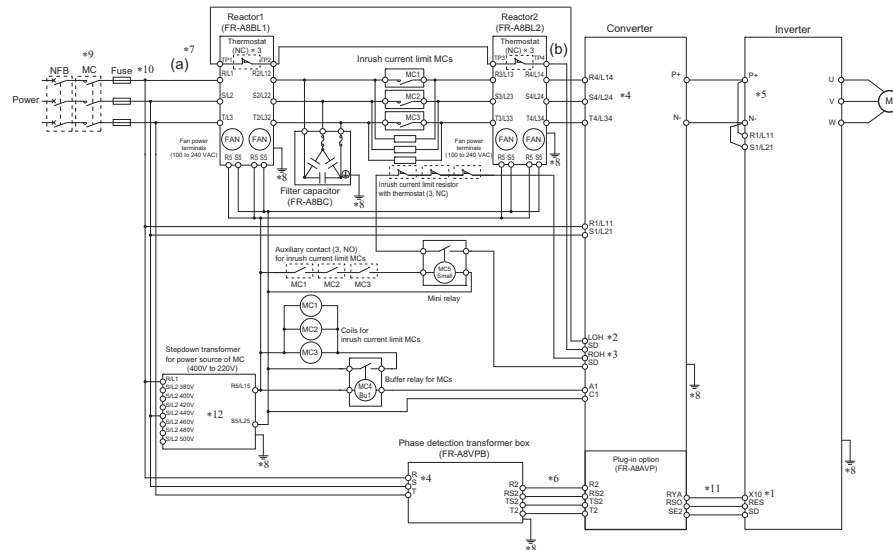 Reactor1
(FR-A8BL1)
Reactor2
(FR-A8BL2)
Converter
Inverter
*7
Thermostat
(NC) × 3
TP1
TP2
Inrush current limit MCs
Thermostat
(NC) × 3
TP3
TP4
*9
NFB
MC
Fuse
*10
(a)
(b)
Power
R/L1
R2/L12
S/L2
S2/L22
T/L3
T2/L32
MC1
MC2
MC3
R3/L13
R4/L14
S3/L23
S4/L24
T3/L33
T4/L34
R4/L14
S4/L24
*4
T4/L34
P+
N-
P+
*5
N-
R1/L11
S1/L21
U
V
W
M
Fan power
terminals
(100 to 240 VAC)
FAN
FAN
R5
S5
R5
S5
*8
Filter capacitor
(FR-A8BC)
*8
Fan power
terminals
(100 to 240 VAC)
FAN
FAN
R5
S5
R5
S5
*8
Inrush current limit resistor
with thermostat (3, NC)
R1/L11
S1/L21
Auxiliary contact (3, NO)
for inrush current limit MCs
MC1
MC2
MC3
MC5
Small
Mini relay
MC1
MC2
MC3
Coils for
inrush current limit MCs
LOH
*2
SD
ROH
*3
SD
Stepdown transformer
for power source of MC
(400V to 220V)
R/L1
S/L2 380V
S/L2 400V
S/L2 420V
S/L2 440V
S/L2 460V
S/L2 480V
S/L2 500V
*12
R5/L15
S5/L25
*8
Buffer relay for MCs
MC4
Bu1
A1
C1
*8
*8
Phase detection transformer box
(FR-A8VPB)
R
S
T
*4
R2
RS2
TS2
T2
*8
*6
Plug-in option
(FR-A8AVP)
R2
RS2
TS2
T2
RYA
RSO
SE2
*11
X10
*1
RES
SD